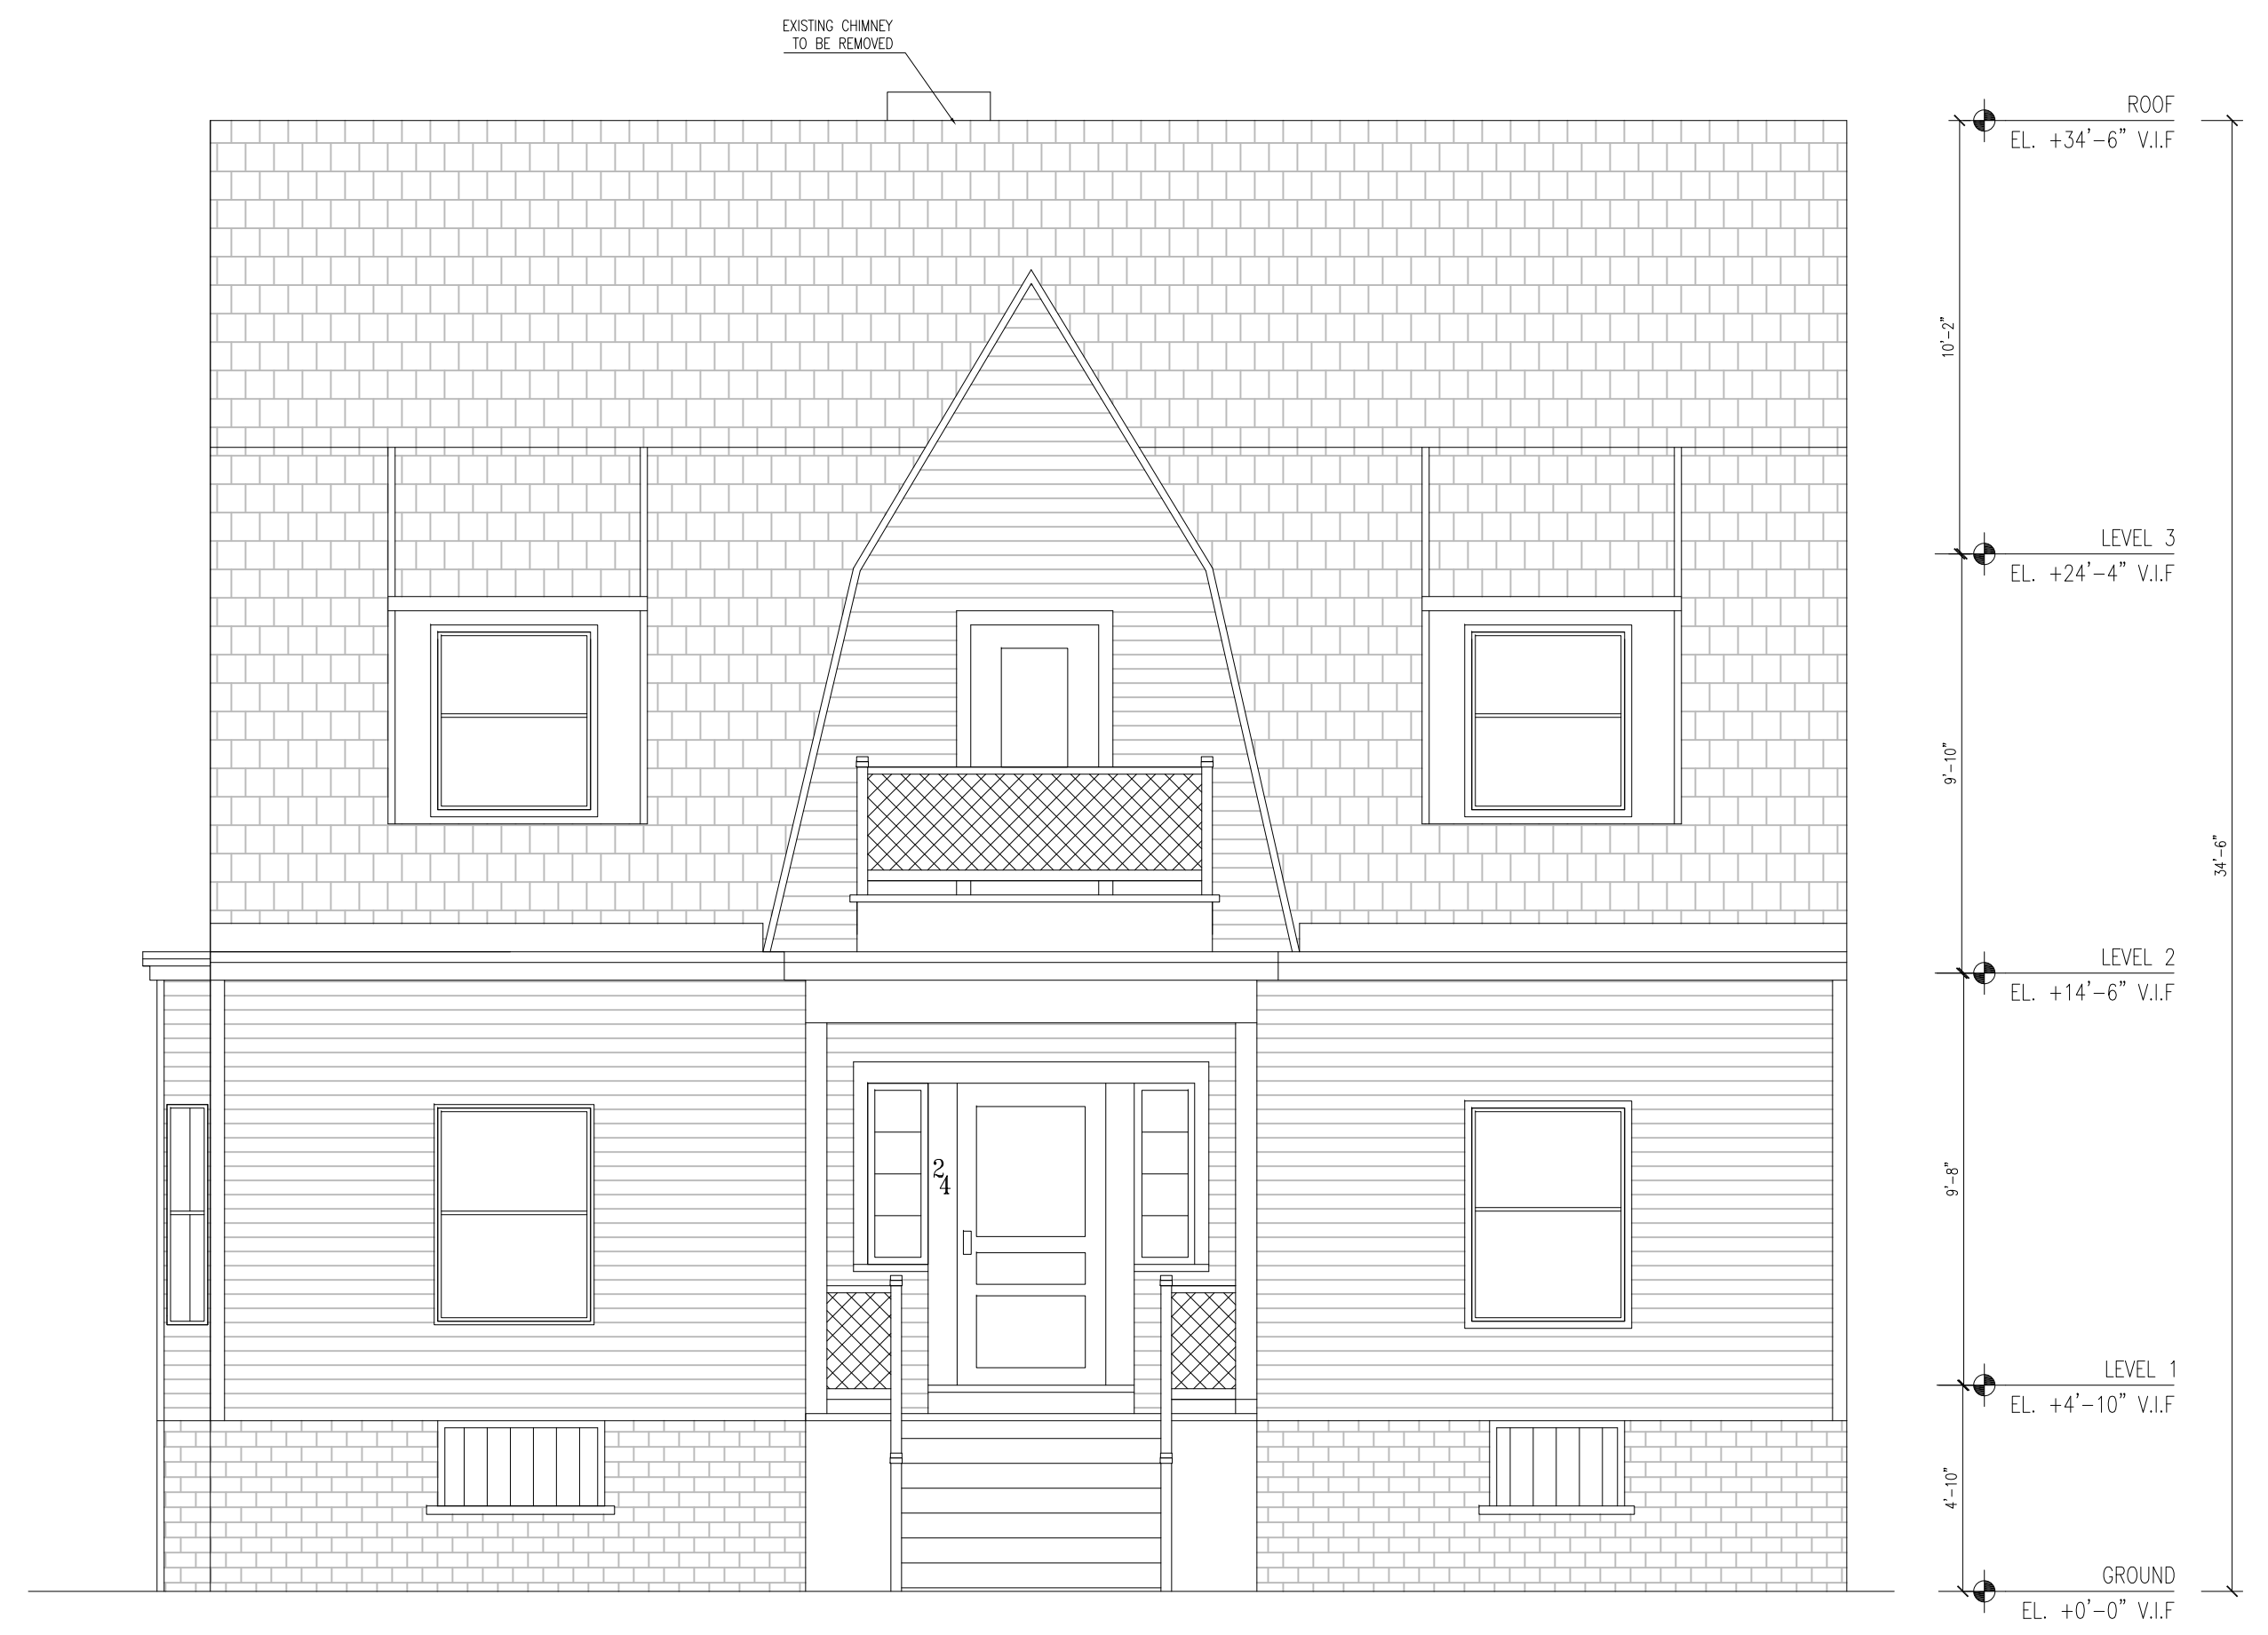 EXISTING CHIMNEY
TO BE REMOVED
ROOF
EL. +34'-6" V.I.F
10'-2"
LEVEL 3
EL. +24'-4" V.I.F
9'-10"
34'-6"
LEVEL 2
EL. +14'-6" V.I.F
2
4
9'-8"
LEVEL 1
EL. +4'-10" V.I.F
4'-10"
GROUND
EL. +0'-0" V.I.F